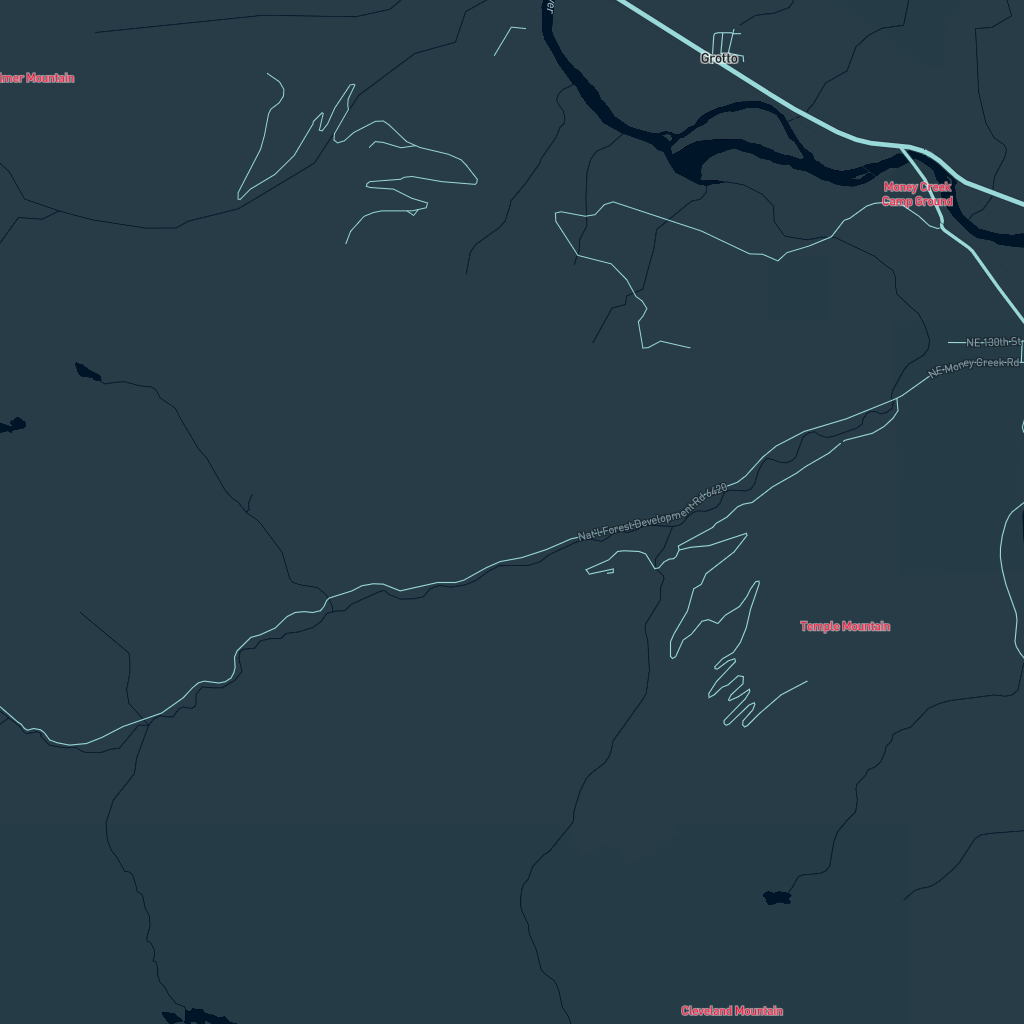 Grotto
Money Creek
Camp Ground
NE 130th St
NE Money Creek Rd
Nat'l Forest Development Rd 6420
Temple Mountain
Cleveland Mountain
Mountain